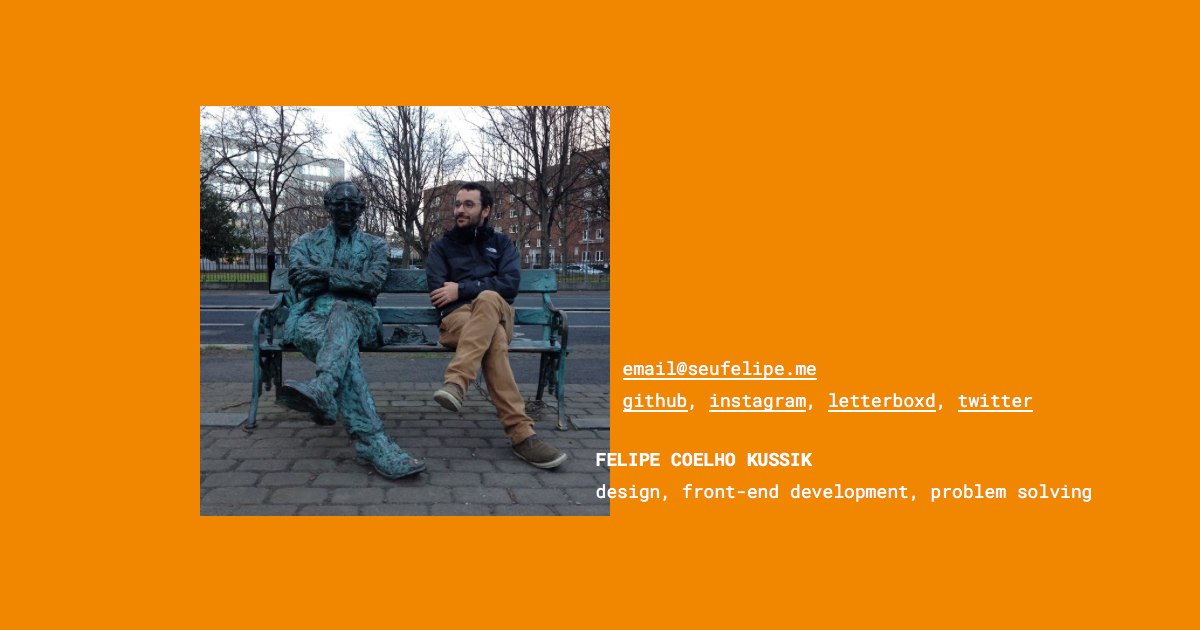 email@seufelipe.me
github, instagram, letterboxd, twitter
FELIPE COELHO KUSSIK
design, front-end development, problem solving